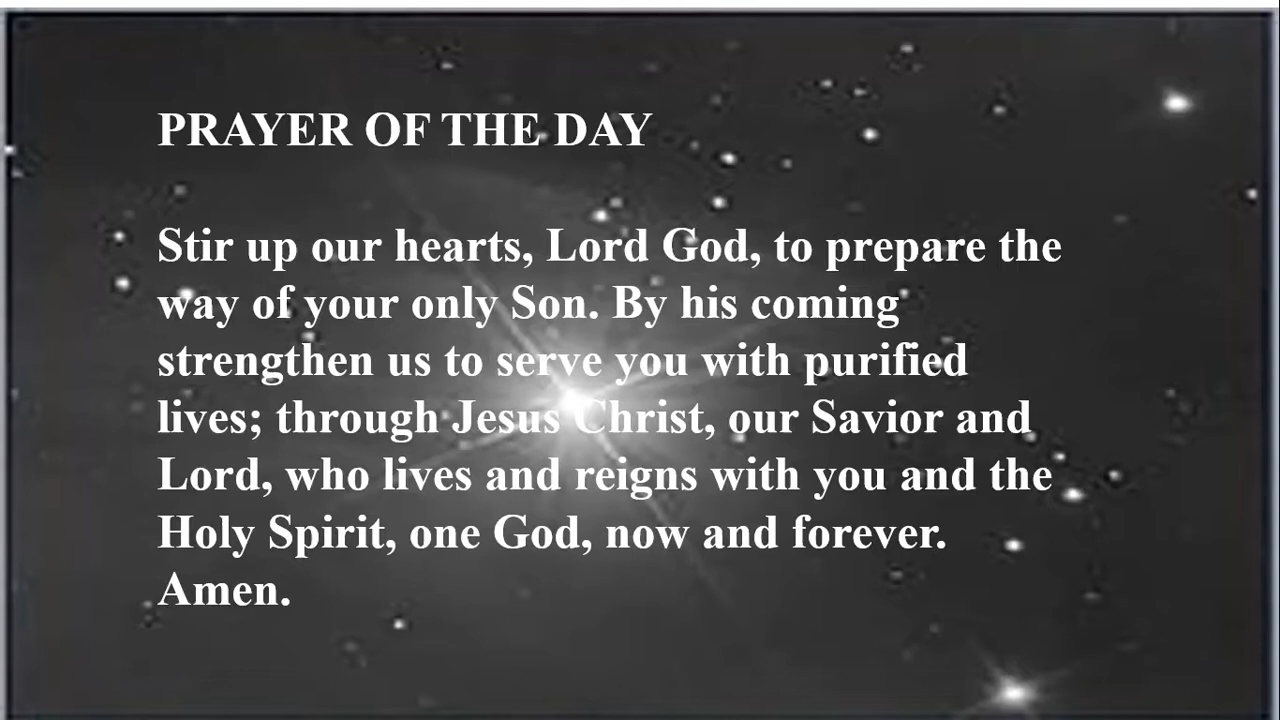 PRAYER OF THE DAY
Stir up our hearts, Lord God, to prepare the
way of your only Son. By his coming
strengthen us to serve you with purified
lives; through Jesus Christ, our Savior and
Lord, who lives and reigns with you and the
Holy Spirit, one God, now and forever.
Amen.